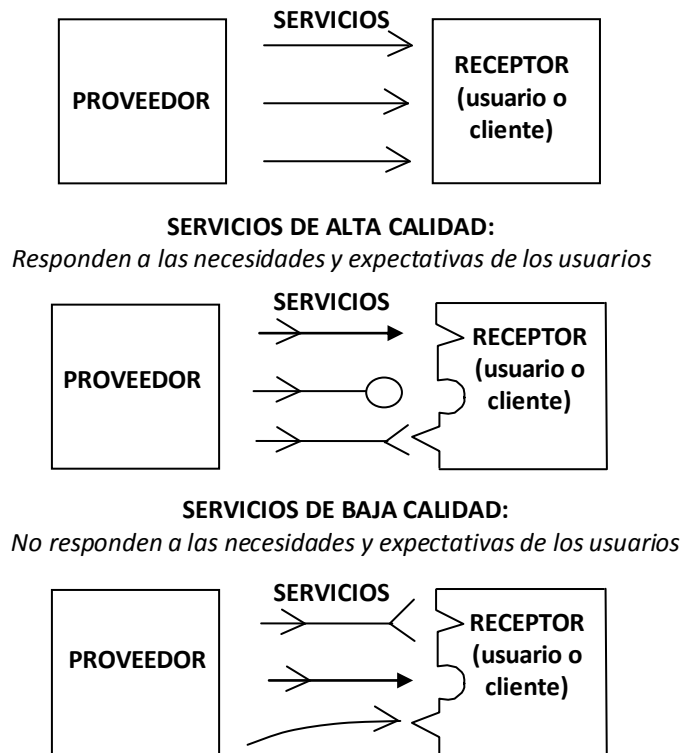 SERVICIOS
PROVEEDOR
RECEPTOR
(usuario o
cliente)
SERVICIOS DE ALTA CALIDAD:
Responden a las necesidades y expectativas de los usuarios
SERVICIOS
PROVEEDOR
RECEPTOR
(usuario o
cliente)
SERVICIOS DE BAJA CALIDAD:
No responden a las necesidades y expectativas de los usuarios
SERVICIOS
PROVEEDOR
RECEPTOR
(usuario o
cliente)